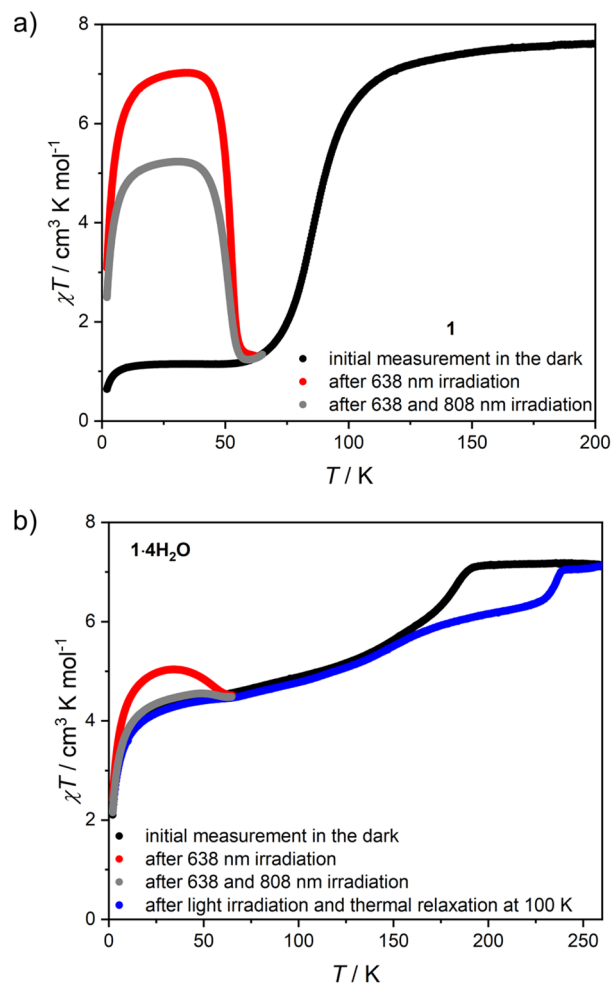 a)
8
6
4
2
0
χT / cm³ K mol⁻¹
1
initial measurement in the dark
after 638 nm irradiation
after 638 and 808 nm irradiation
0 50 100 150 200
T / K
b)
8
6
4
2
0
χT / cm³ K mol⁻¹
1·4H₂O
initial measurement in the dark
after 638 nm irradiation
after 638 and 808 nm irradiation
after light irradiation and thermal relaxation at 100 K
0 50 100 150 200 250
T / K